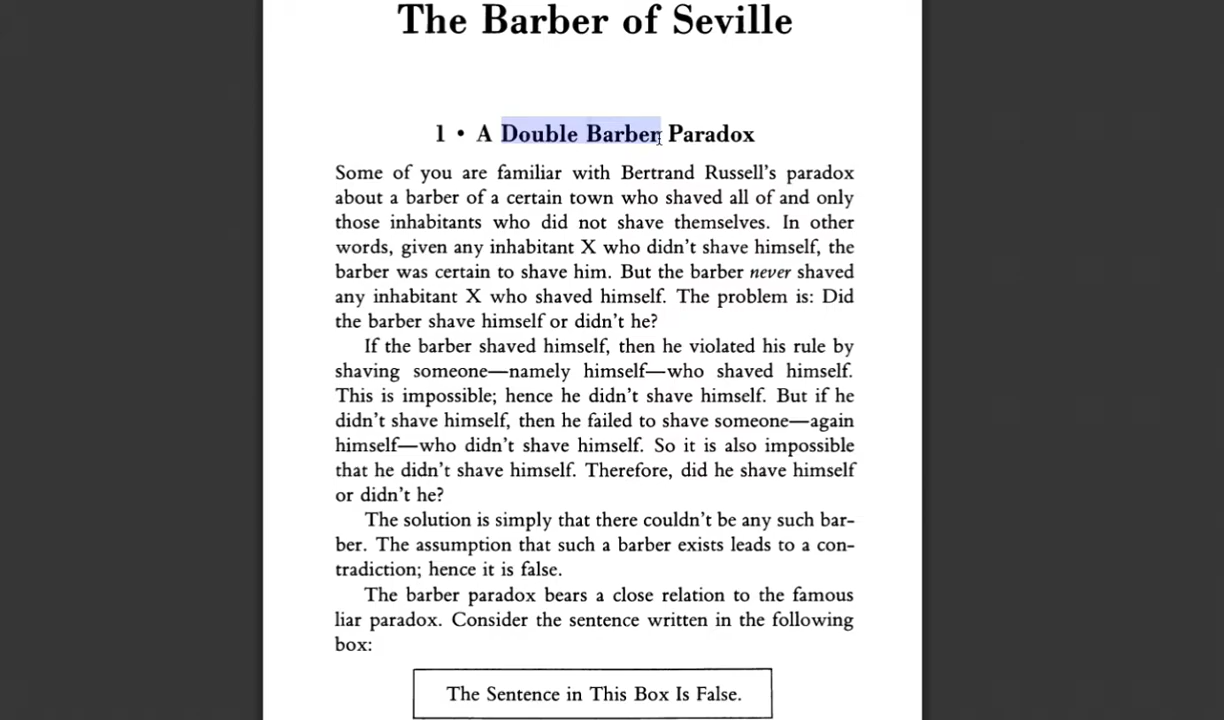 The Barber of Seville
1 • A Double Barber Paradox
Some of you are familiar with Bertrand Russell's paradox
about a barber of a certain town who shaved all of and only
those inhabitants who did not shave themselves. In other
words, given any inhabitant X who didn't shave himself, the
barber was certain to shave him. But the barber never shaved
any inhabitant X who shaved himself. The problem is: Did
the barber shave himself or didn't he?
If the barber shaved himself, then he violated his rule by
shaving someone—namely himself—who shaved himself.
This is impossible; hence he didn't shave himself. But if he
didn't shave himself, then he failed to shave someone—again
himself—who didn't shave himself. So it is also impossible
that he didn't shave himself. Therefore, did he shave himself
or didn't he?
The solution is simply that there couldn't be any such bar-
ber. The assumption that such a barber exists leads to a con-
tradiction; hence it is false.
The barber paradox bears a close relation to the famous
liar paradox. Consider the sentence written in the following
box:
The Sentence in This Box Is False.